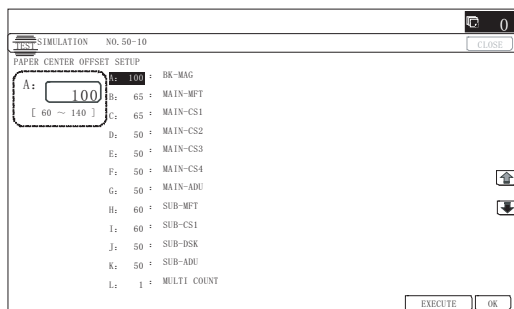 0
TEST SIMULATION NO.50-10
CLOSE
PAPER CENTER OFFSET SETUP
A: 100
[ 60 ~ 140 ]
A: 100 : BK-MAG
B: 65 : MAIN-MFT
C: 65 : MAIN-CS1
D: 50 : MAIN-CS2
E: 50 : MAIN-CS3
F: 50 : MAIN-CS4
G: 50 : MAIN-ADU
H: 60 : SUB-MFT
I: 60 : SUB-CS1
J: 50 : SUB-DSK
K: 50 : SUB-ADU
L: 1 : MULTI COUNT
EXECUTE OK